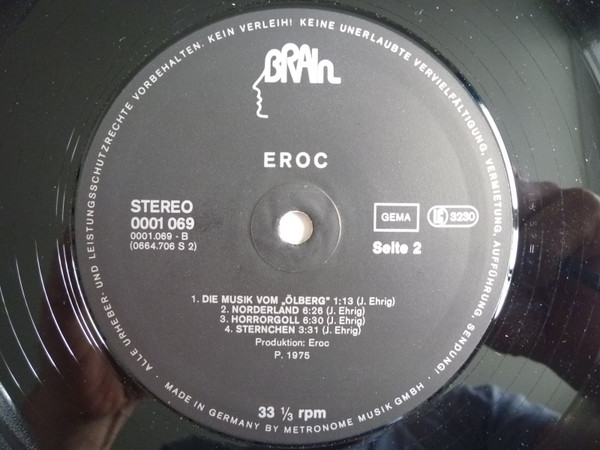 ALLE URHEBER- UND LEISTUNGSSCHUTZRECHTE VORBEHALTEN. KEIN VERLEIH! KEINE UNERLAUBTE VERVIELFÄLTIGUNG, VERMIETUNG, AUFFÜHRUNG, SENDUNG!
BRAIN
EROC
STEREO
0001 069
0001.069 - B
(0664.706 S 2)
GEMA
LC 3230
Seite 2
1. DIE MUSIK VOM „ÖLBERG" 1:13 (J. Ehrig)
2. NORDERLAND 6:26 (J. Ehrig)
3. HORRORGOLL 6:30 (J. Ehrig)
4. STERNCHEN 3:31 (J. Ehrig)
Produktion: Eroc
P. 1975
33 ⅓ rpm
· MADE IN GERMANY BY METRONOME MUSIK GMBH ·